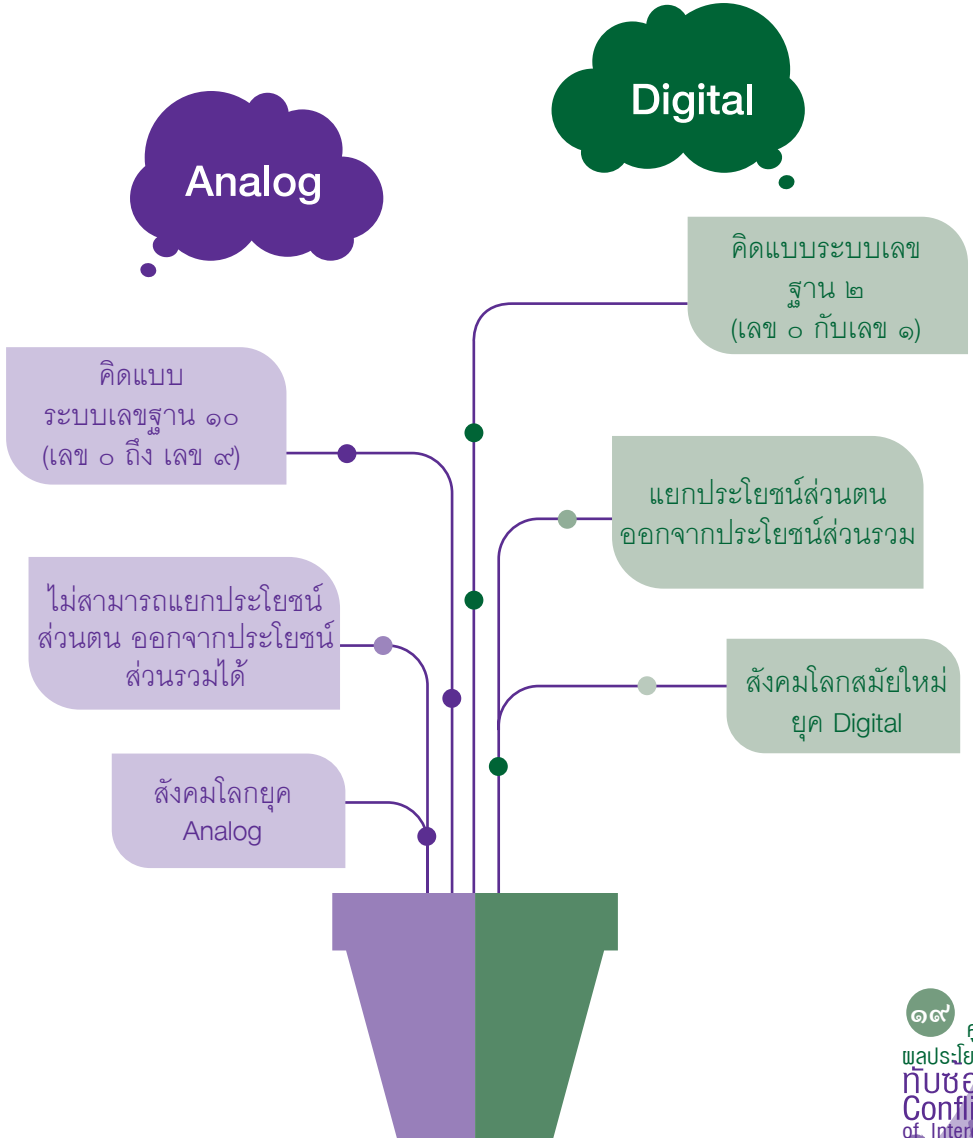 Analog
Digital
คิดแบบระบบเลข
ฐาน ๒
(เลข ๐ กับเลข ๑)
คิดแบบ
ระบบเลขฐาน ๑๐
(เลข ๐ ถึง เลข ๙)
แยกประโยชน์ส่วนตน
ออกจากประโยชน์ส่วนรวม
ไม่สามารถแยกประโยชน์
ส่วนตน ออกจากประโยชน์
ส่วนรวมได้
สังคมโลกสมัยใหม่
ยุค Digital
สังคมโลกยุค
Analog
๑๙